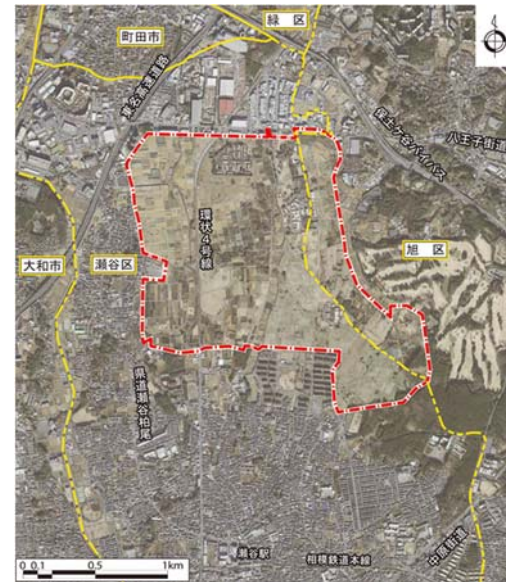 緑 区
町田市
東名高速道路
保土ケ谷バイパス
八王子街道
環状4号線
旭 区
大和市
瀬谷区
県道瀬谷柏尾
中原街道
瀬谷駅
相模鉄道本線
0 0.1 0.5 1km